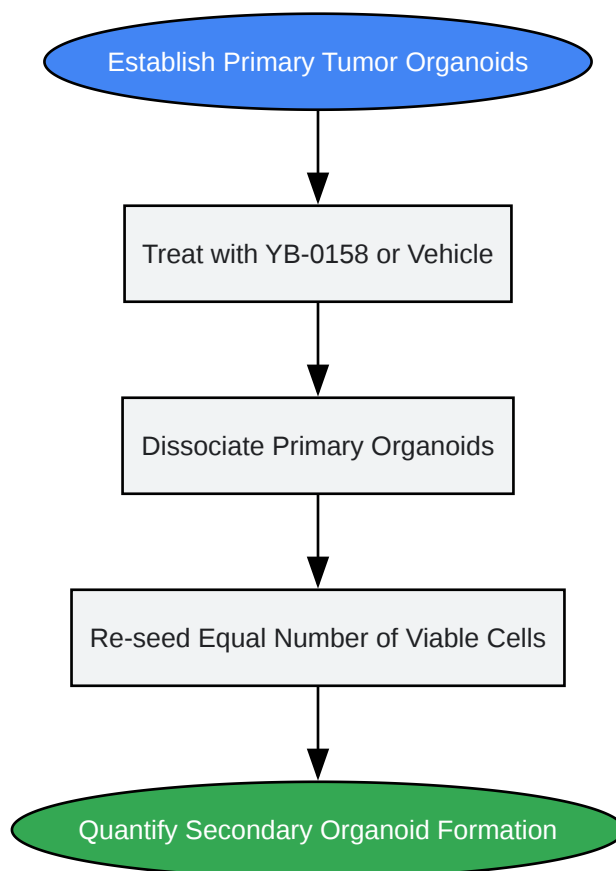 Establish Primary Tumor Organoids
Treat with YB-0158 or Vehicle
Dissociate Primary Organoids
Re-seed Equal Number of Viable Cells
Quantify Secondary Organoid Formation